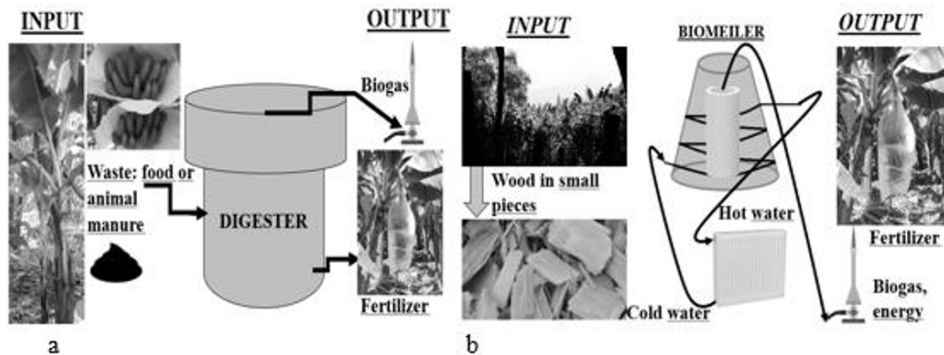 INPUT
OUTPUT
Biogas
Waste: food or
animal
manure
DIGESTER
Fertilizer
a
INPUT
BIOMEILER
OUTPUT
Wood in small
pieces
Hot water
Cold water
Fertilizer
Biogas,
energy
b